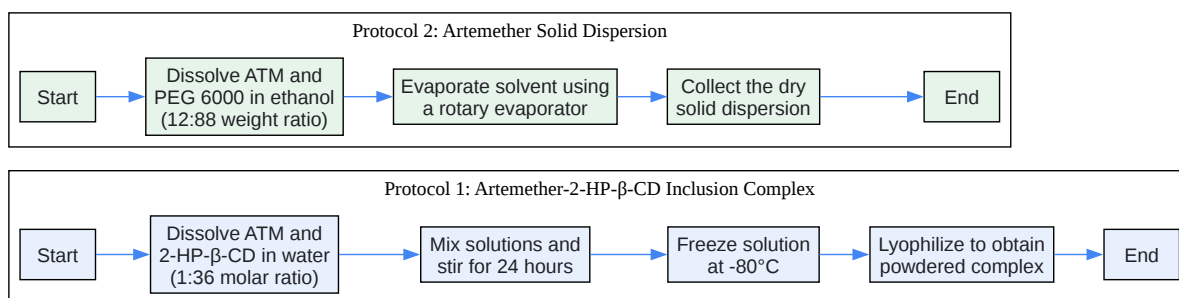 Protocol 2: Artemether Solid Dispersion
Start
Dissolve ATM and
PEG 6000 in ethanol
(12:88 weight ratio)
Evaporate solvent using
a rotary evaporator
Collect the dry
solid dispersion
End
Protocol 1: Artemether-2-HP-β-CD Inclusion Complex
Start
Dissolve ATM and
2-HP-β-CD in water
(1:36 molar ratio)
Mix solutions and
stir for 24 hours
Freeze solution
at -80°C
Lyophilize to obtain
powdered complex
End